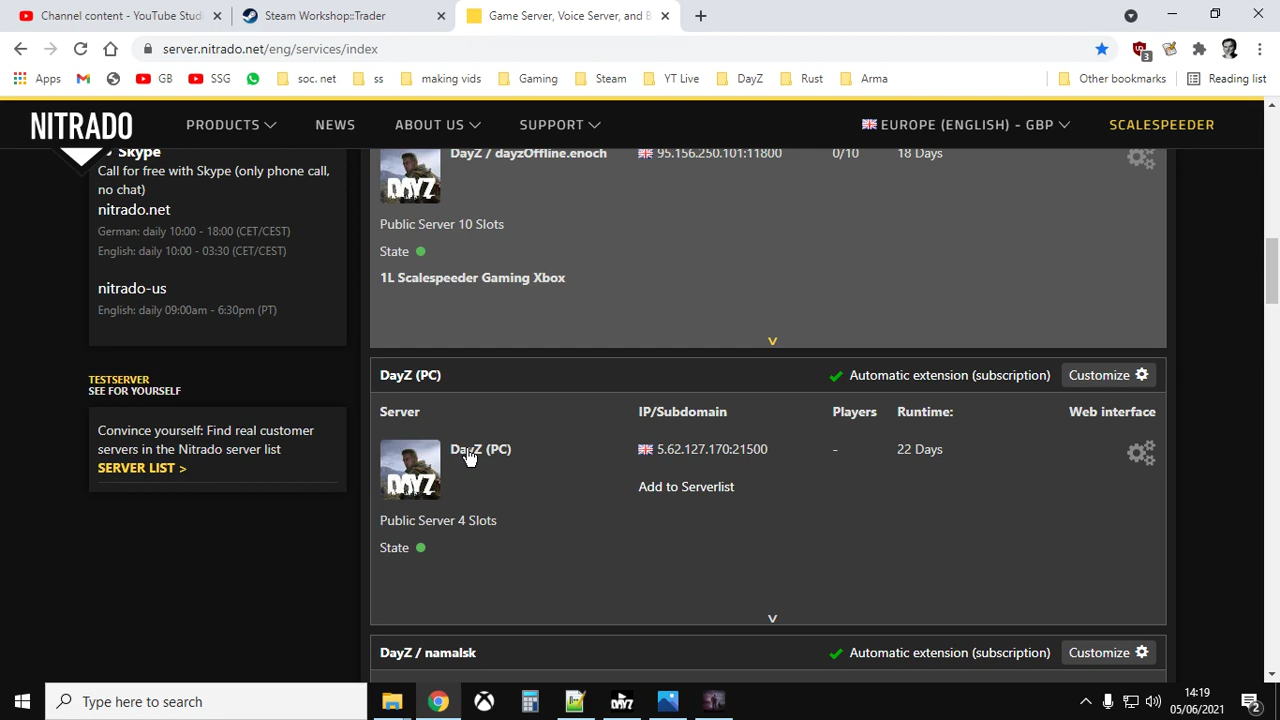 Channel content - YouTube Studi
Steam Workshop::Trader
Game Server, Voice Server, and B
server.nitrado.net/eng/services/index
3
Apps
GB
SSG
soc. net
ss
making vids
Gaming
Steam
YT Live
DayZ
Rust
Arma
Other bookmarks
Reading list
NITRADO
PRODUCTS
NEWS
ABOUT US
SUPPORT
EUROPE (ENGLISH) - GBP
SCALESPEEDER
Skype
Call for free with Skype (only phone call,
no chat)
nitrado.net
German: daily 10:00 - 18:00 (CET/CEST)
English: daily 10:00 - 03:30 (CET/CEST)
nitrado-us
English: daily 09:00am - 6:30pm (PT)
TESTSERVER
SEE FOR YOURSELF
Convince yourself: Find real customer
servers in the Nitrado server list
SERVER LIST >
DAYZ
DayZ / dayzOffline.enoch
95.156.250.101:11800
0/10
18 Days
Public Server 10 Slots
State
1L Scalespeeder Gaming Xbox
DayZ (PC)
Automatic extension (subscription)
Customize
Server
IP/Subdomain
Players
Runtime:
Web interface
DAYZ
DayZ (PC)
5.62.127.170:21500
-
22 Days
Add to Serverlist
Public Server 4 Slots
State
DayZ / namalsk
Automatic extension (subscription)
Customize
Type here to search
DAYZ
14:19
05/06/2021
2